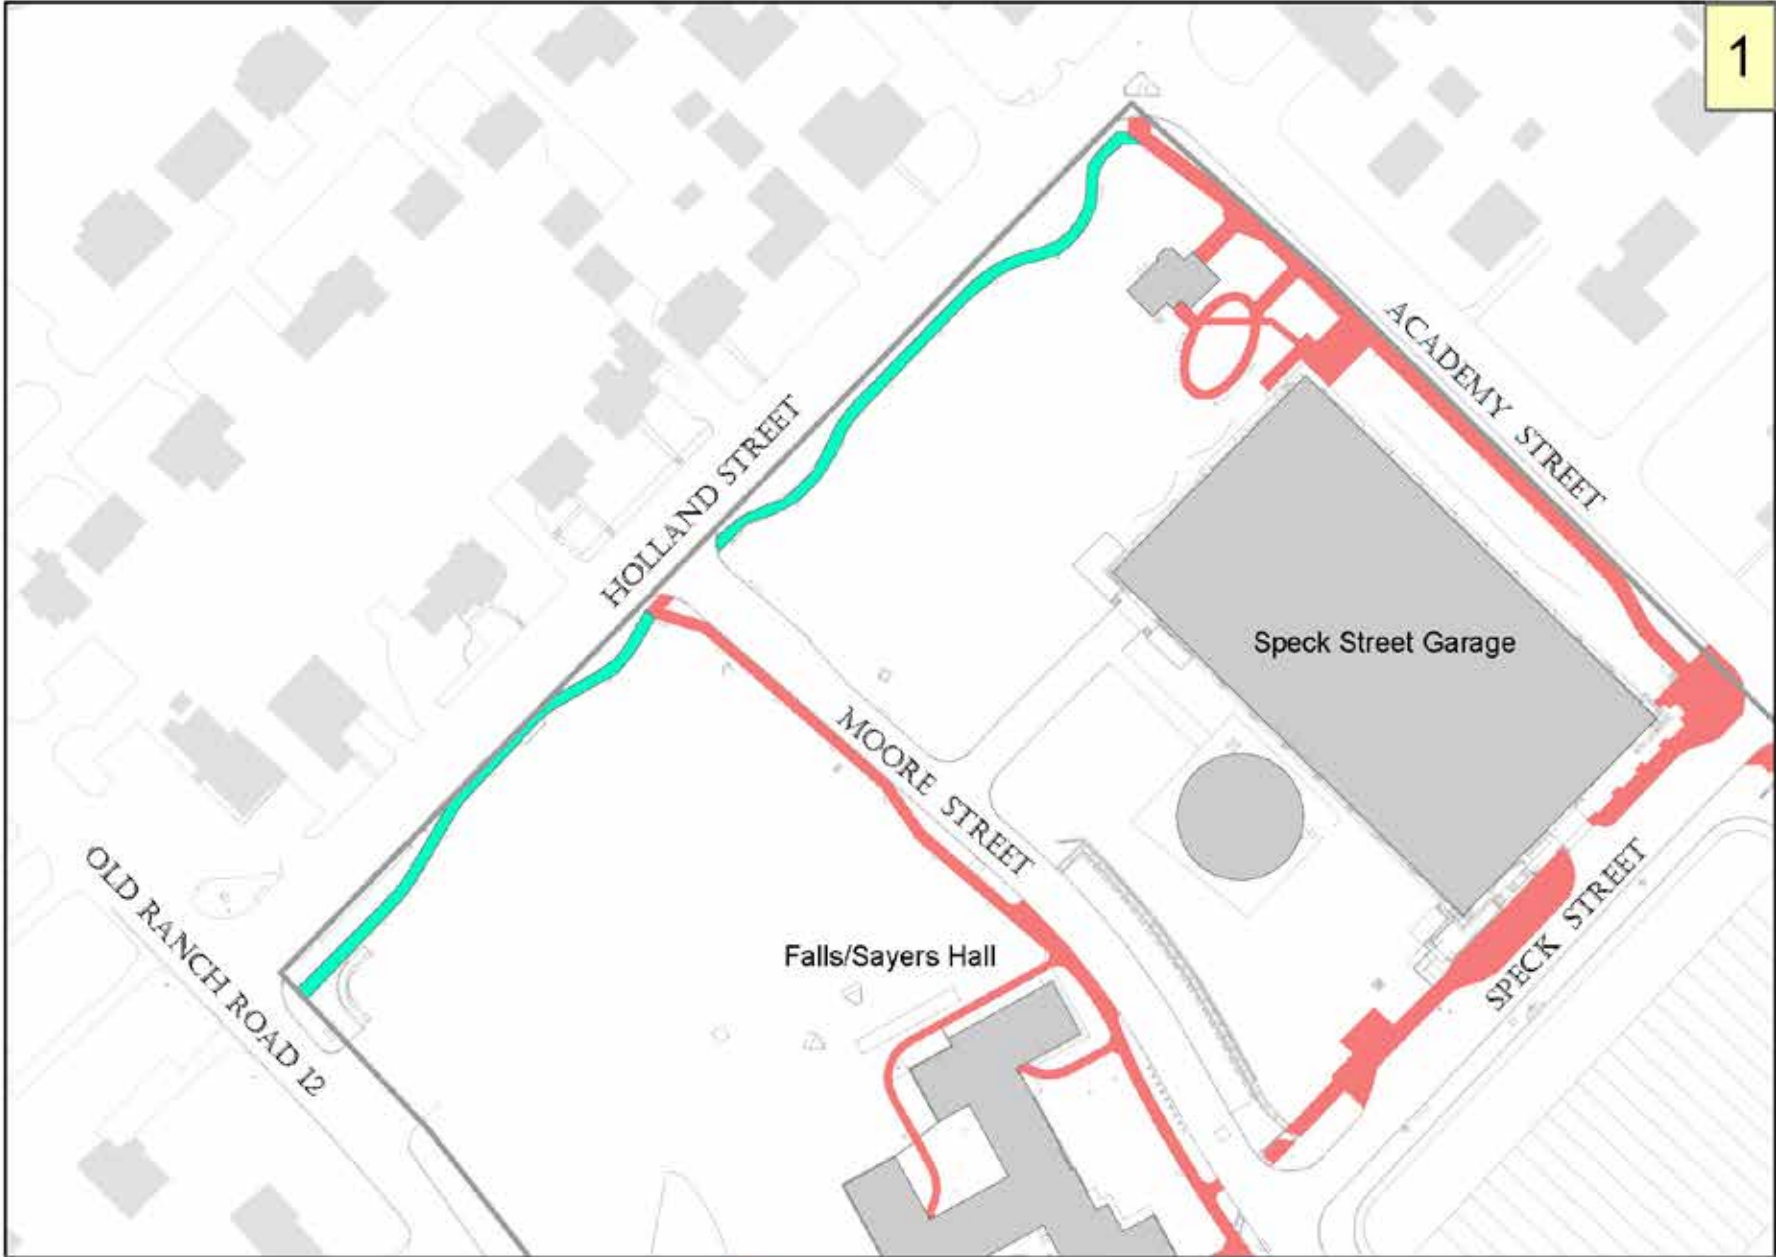 1
ACADEMY STREET
HOLLAND STREET
Speck Street Garage
MOORE STREET
OLD RANCH ROAD 12
SPECK STREET
Falls/Sayers Hall